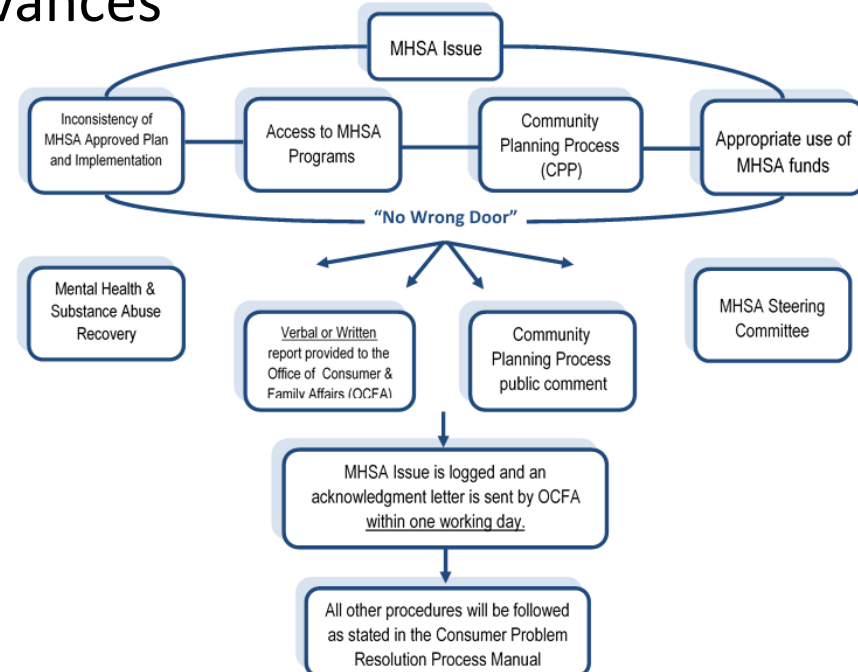 vances
MHSA Issue
Inconsistency of
MHSA Approved Plan
and Implementation
Access to MHSA
Programs
Community
Planning Process
(CPP)
Appropriate use of
MHSA funds
“No Wrong Door”
Mental Health &
Substance Abuse
Recovery
Verbal or Written
report provided to the
Office of Consumer &
Family Affairs (OCFA)
Community
Planning Process
public comment
MHSA Steering
Committee
MHSA Issue is logged and an
acknowledgment letter is sent by OCFA
within one working day.
All other procedures will be followed
as stated in the Consumer Problem
Resolution Process Manual